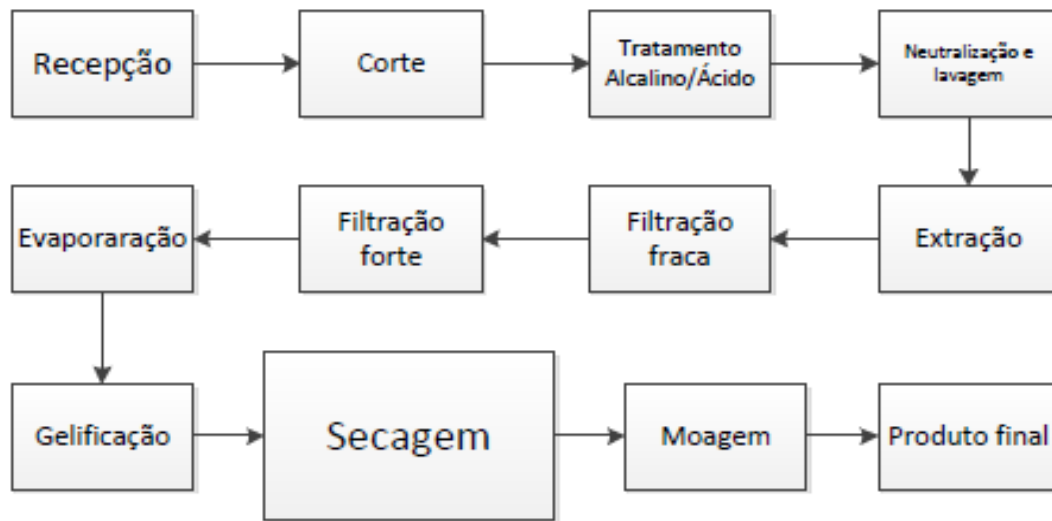 Recepção
Corte
Tratamento
Alcalino/Ácido
Neutralização e
lavagem
Extração
Filtração
fraca
Filtração
forte
Evaporaração
Gelificação
Secagem
Moagem
Produto final